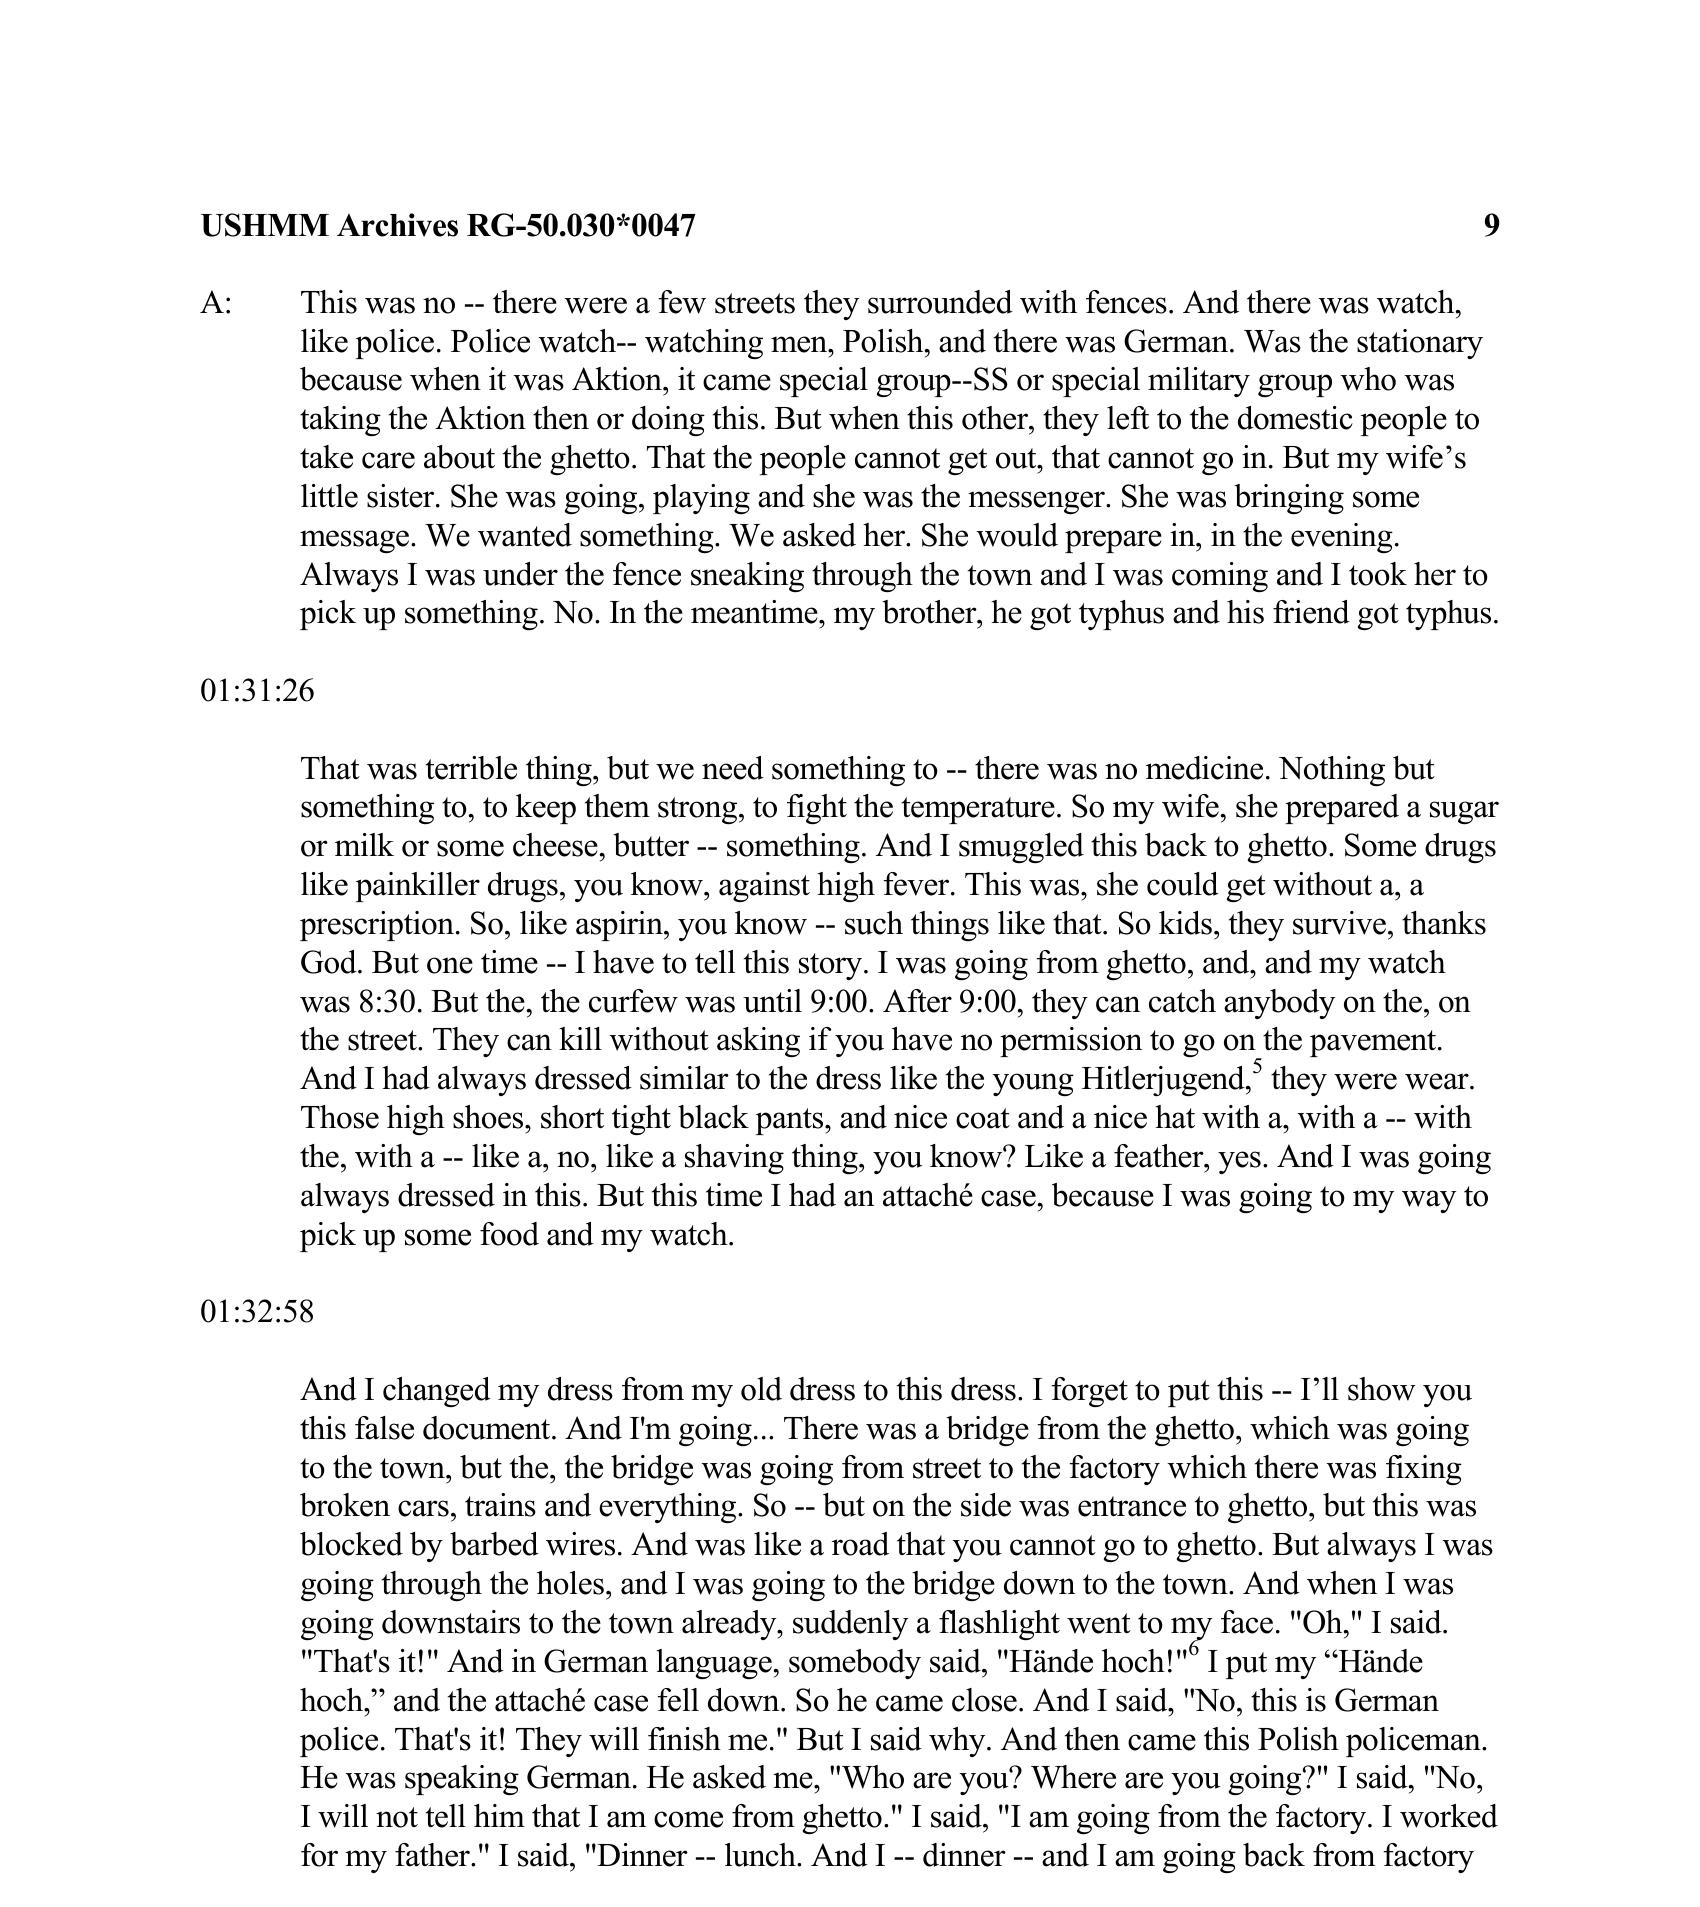 USHMM Archives RG-50.030*0047 9
A: This was no -- there were a few streets they surrounded with fences. And there was watch,
like police. Police watch-- watching men, Polish, and there was German. Was the stationary
because when it was Aktion, it came special group--SS or special military group who was
taking the Aktion then or doing this. But when this other, they left to the domestic people to
take care about the ghetto. That the people cannot get out, that cannot go in. But my wife’s
little sister. She was going, playing and she was the messenger. She was bringing some
message. We wanted something. We asked her. She would prepare in, in the evening.
Always I was under the fence sneaking through the town and I was coming and I took her to
pick up something. No. In the meantime, my brother, he got typhus and his friend got typhus.
01:31:26
That was terrible thing, but we need something to -- there was no medicine. Nothing but
something to, to keep them strong, to fight the temperature. So my wife, she prepared a sugar
or milk or some cheese, butter -- something. And I smuggled this back to ghetto. Some drugs
like painkiller drugs, you know, against high fever. This was, she could get without a, a
prescription. So, like aspirin, you know -- such things like that. So kids, they survive, thanks
God. But one time -- I have to tell this story. I was going from ghetto, and, and my watch
was 8:30. But the, the curfew was until 9:00. After 9:00, they can catch anybody on the, on
the street. They can kill without asking if you have no permission to go on the pavement.
And I had always dressed similar to the dress like the young Hitlerjugend,5 they were wear.
Those high shoes, short tight black pants, and nice coat and a nice hat with a, with a -- with
the, with a -- like a, no, like a shaving thing, you know? Like a feather, yes. And I was going
always dressed in this. But this time I had an attaché case, because I was going to my way to
pick up some food and my watch.
01:32:58
And I changed my dress from my old dress to this dress. I forget to put this -- I’ll show you
this false document. And I'm going... There was a bridge from the ghetto, which was going
to the town, but the, the bridge was going from street to the factory which there was fixing
broken cars, trains and everything. So -- but on the side was entrance to ghetto, but this was
blocked by barbed wires. And was like a road that you cannot go to ghetto. But always I was
going through the holes, and I was going to the bridge down to the town. And when I was
going downstairs to the town already, suddenly a flashlight went to my face. "Oh," I said.
"That's it!" And in German language, somebody said, "Hände hoch!"6 I put my “Hände
hoch,” and the attaché case fell down. So he came close. And I said, "No, this is German
police. That's it! They will finish me." But I said why. And then came this Polish policeman.
He was speaking German. He asked me, "Who are you? Where are you going?" I said, "No,
I will not tell him that I am come from ghetto." I said, "I am going from the factory. I worked
for my father." I said, "Dinner -- lunch. And I -- dinner -- and I am going back from factory